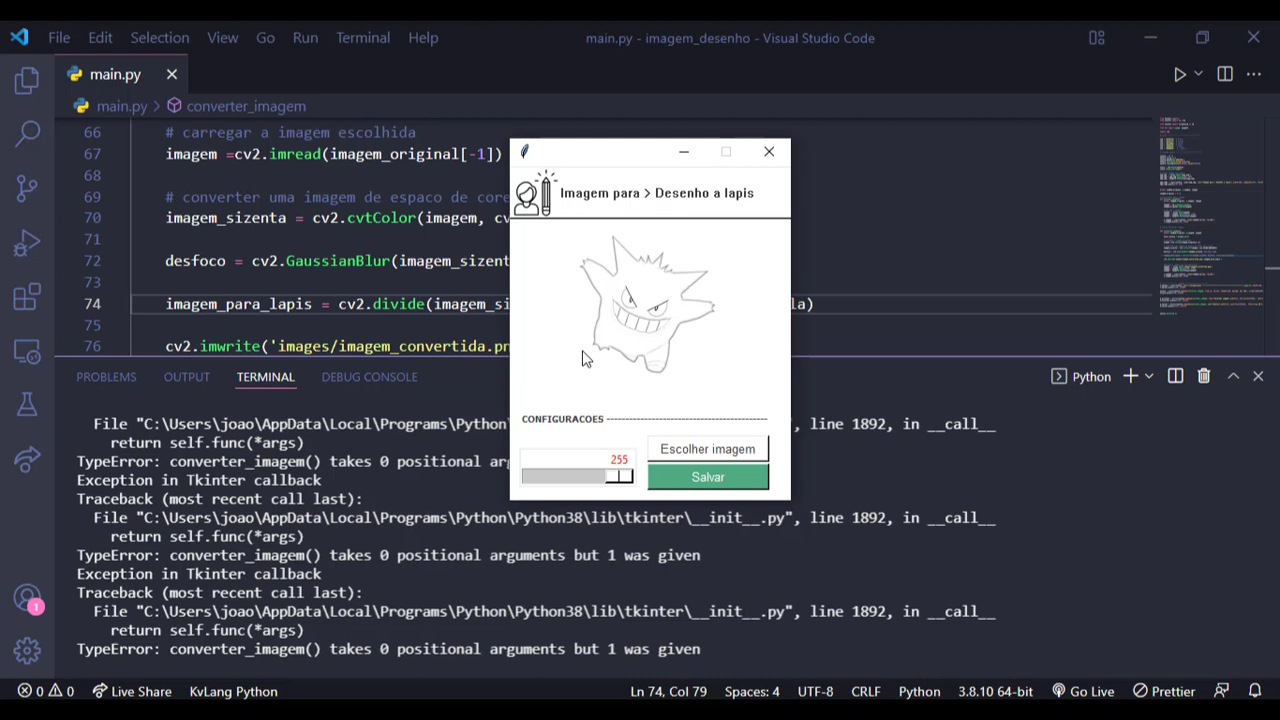 File Edit Selection View Go Run Terminal Help
main.py - imagem_desenho - Visual Studio Code
main.py
main.py > converter_imagem
66 # carregar a imagem escolhida
67 imagem =cv2.imread(imagem_original[-1])
68
69 # converter uma imagem de espaco de core
70 imagem_sizenta = cv2.cvtColor(imagem, cv
71
72 desfoco = cv2.GaussianBlur(imagem_sizent
73
74 imagem_para_lapis = cv2.divide(imagem_si la)
75
76 cv2.imwrite('images/imagem_convertida.pn
Imagem para > Desenho a lapis
CONFIGURACOES
255
Escolher imagem
Salvar
PROBLEMS OUTPUT TERMINAL DEBUG CONSOLE
Python
File "C:\Users\joao\AppData\Local\Programs\Python , line 1892, in __call__
return self.func(*args)
TypeError: converter_imagem() takes 0 positional arg
Exception in Tkinter callback
Traceback (most recent call last):
File "C:\Users\joao\AppData\Local\Programs\Python\Python38\lib\tkinter\__init__.py", line 1892, in __call__
return self.func(*args)
TypeError: converter_imagem() takes 0 positional arguments but 1 was given
Exception in Tkinter callback
Traceback (most recent call last):
File "C:\Users\joao\AppData\Local\Programs\Python\Python38\lib\tkinter\__init__.py", line 1892, in __call__
return self.func(*args)
TypeError: converter_imagem() takes 0 positional arguments but 1 was given
1
0 0 Live Share KvLang Python Ln 74, Col 79 Spaces: 4 UTF-8 CRLF Python 3.8.10 64-bit Go Live Prettier